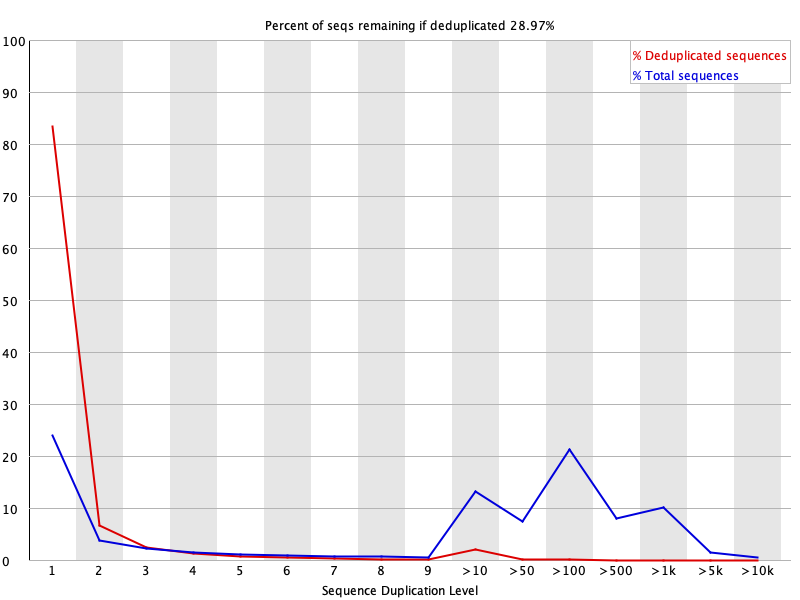 Percent of seqs remaining if deduplicated 28.97%
% Deduplicated sequences
% Total sequences
100
90
80
70
60
50
40
30
20
10
0
1 2 3 4 5 6 7 8 9 >10 >50 >100 >500 >1k >5k >10k
Sequence Duplication Level